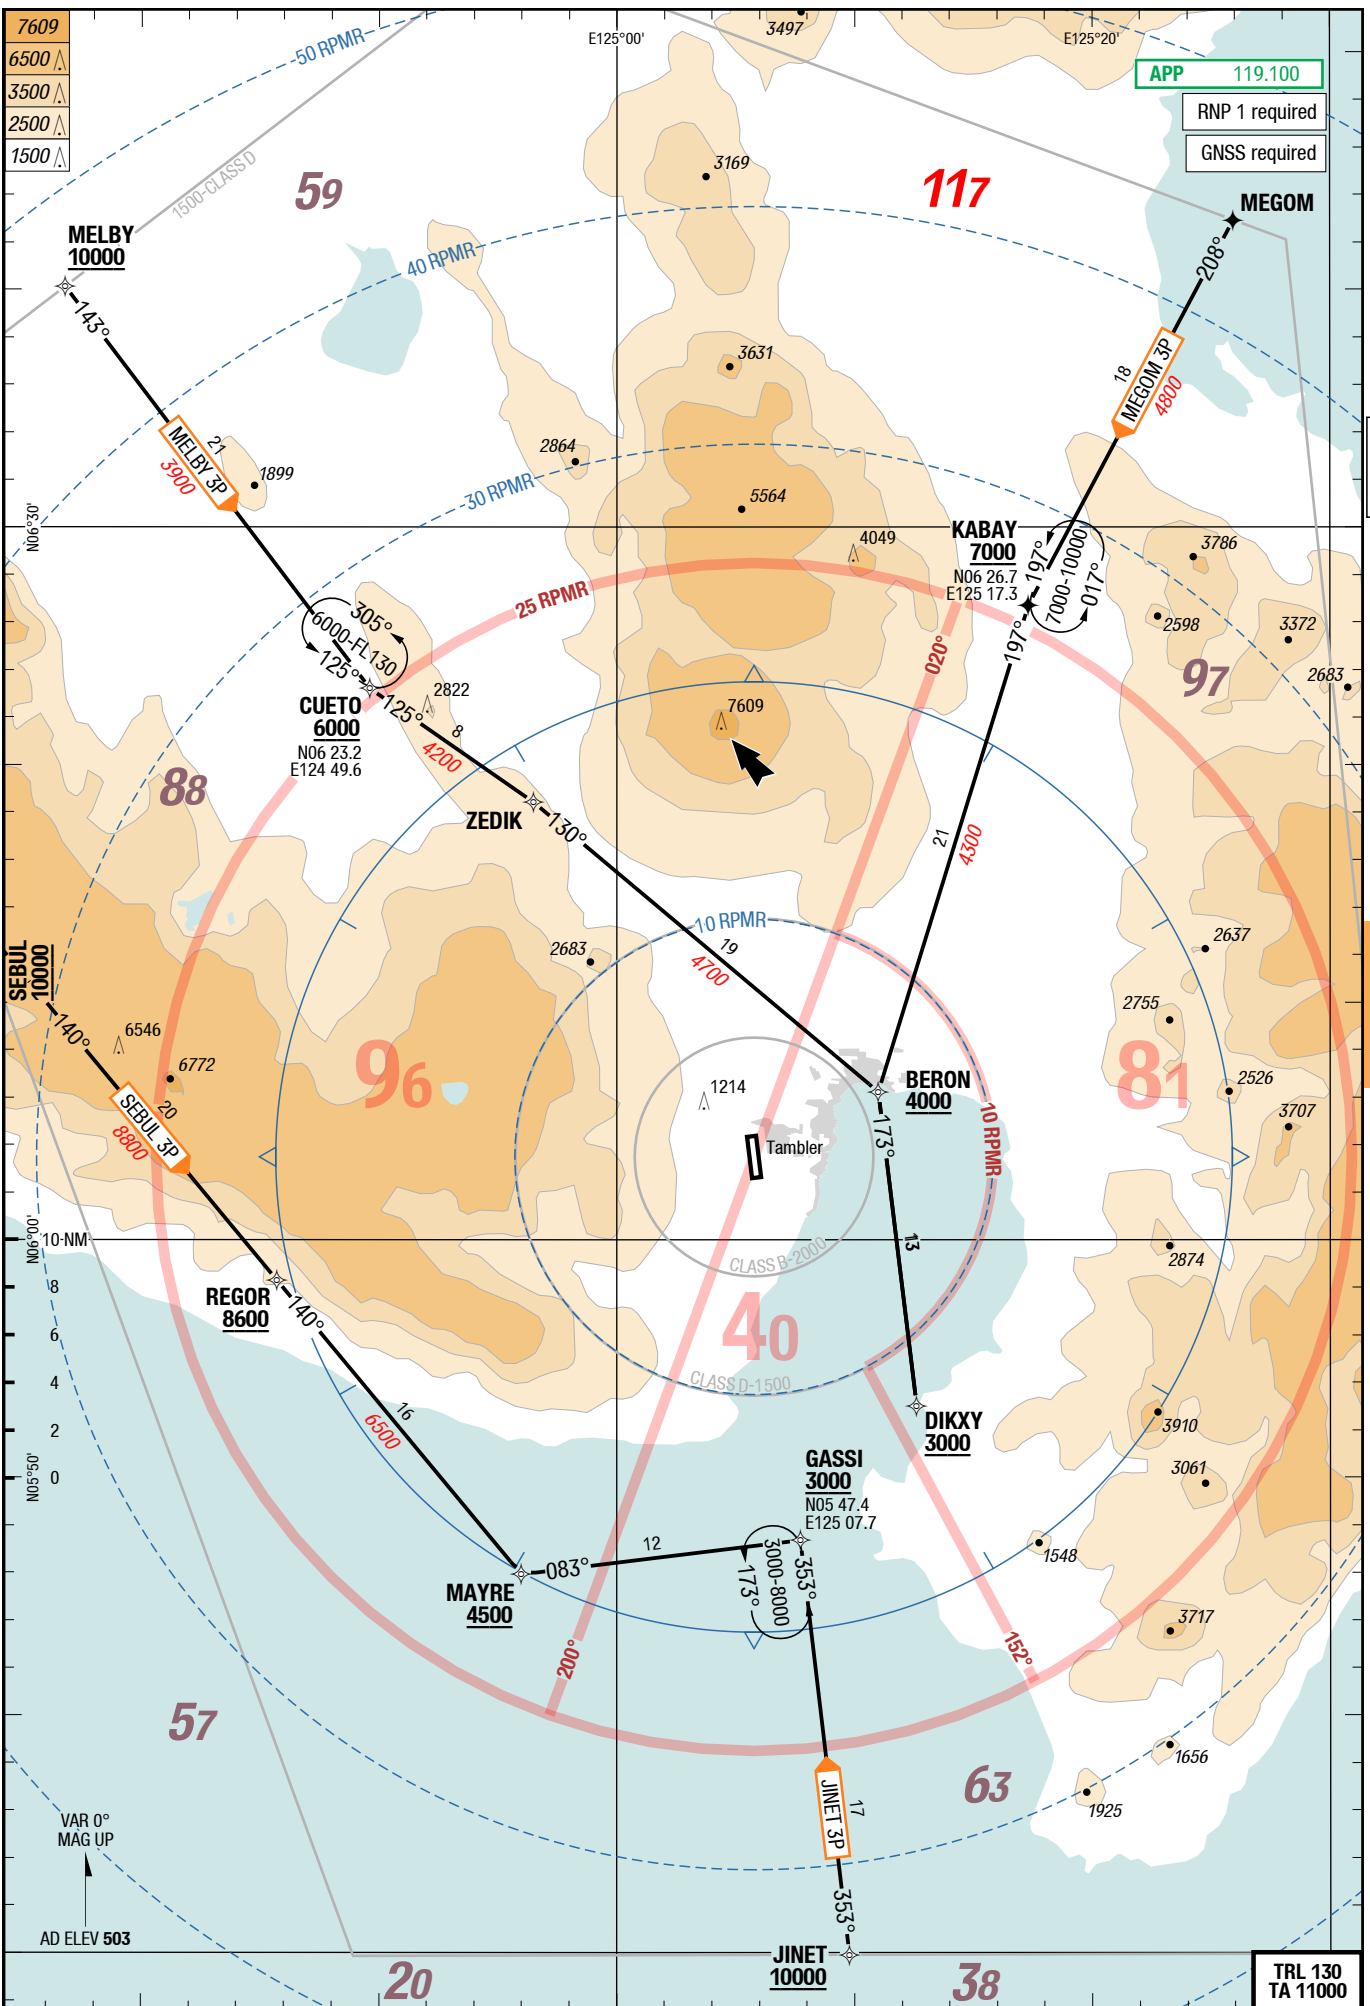 7609
6500
3500
2500
1500
50 RPMR
E125°00'
3497
E125°20'
APP 119.100
RNP 1 required
GNSS required
1500-CLASS D
59
3169
117
MEGOM
208°
MELBY
10000
143°
40 RPMR
3631
18
MEGOM 3P
4800
21
MELBY 3P
3900
1899
2864
30 RPMR
5564
4049
N06°30'
KABAY
7000
N06 26.7
E125 17.3
197°
7000-10000
017°
197°
3786
2598
3372
2683
97
25 RPMR
020°
305°
6000-FL130
125°
CUETO
6000
N06 23.2
E124 49.6
125°
2822
8
4200
7609
88
ZEDIK
130°
21
4300
10 RPMR
19
4700
2683
2637
2755
SEBUL
10000
140°
6546
6772
20
SEBUL 3P
8800
96
1214
Tambler
BERON
4000
173°
10 RPMR
81
2526
3707
N06°00'
10 NM
8
6
4
2
0
N05°50'
REGOR
8600
140°
CLASS B-2000
13
2874
40
CLASS D-1500
16
6500
DIKXY
3000
3910
3061
GASSI
3000
N05 47.4
E125 07.7
12
083°
MAYRE
4500
3000-8000
173°
353°
1548
3717
200°
152°
57
63
1656
1925
17
JINET 3P
VAR 0°
MAG UP
AD ELEV 503
353°
JINET
10000
20
38
TRL 130
TA 11000